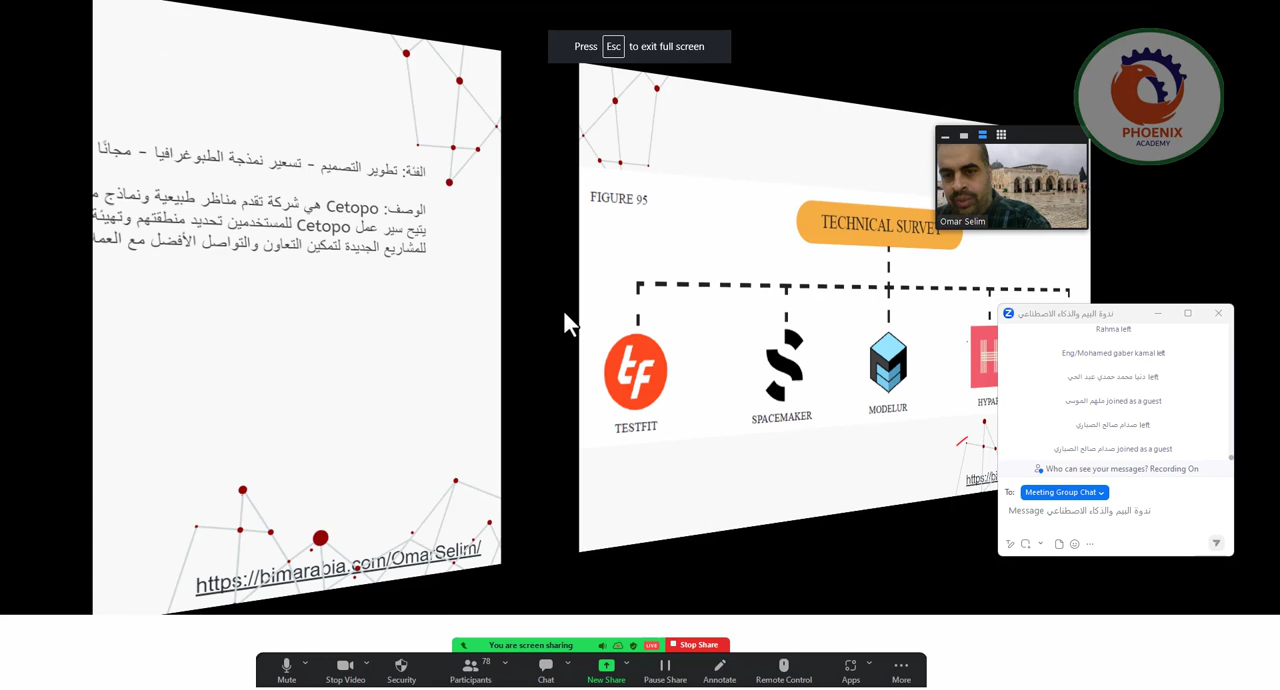 Press Esc to exit full screen
PHOENIX
ACADEMY
الفئة: تطوير التصميم - تسعير نمذجة الطبوغرافيا - مجانًا
الوصف: Cetopo هي شركة تقدم مناظر طبيعية ونماذج
يتيح سير عمل Cetopo للمستخدمين تحديد منطقتهم وتهيئة
للمشاريع الجديدة لتمكين التعاون والتواصل الأفضل مع
https://bimarabia.com/OmarSelim/
FIGURE 95
TECHNICAL SURVEY
TESTFIT
SPACEMAKER
MODELUR
Omar Selim
ندوة البيم والذكاء الاصطناعي
Rahma left
Eng/Mohamed gaber kamal left
دنيا محمد حمدي عبد الحي left
ملهم الموسى joined as a guest
صدام صالح الصباري left
صدام صالح الصباري joined as a guest
Who can see your messages? Recording On
To: Meeting Group Chat
Message ندوة البيم والذكاء الاصطناعي
You are screen sharing
LIVE
Stop Share
Mute
Stop Video
Security
Participants
78
Chat
New Share
Pause Share
Annotate
Remote Control
Apps
More